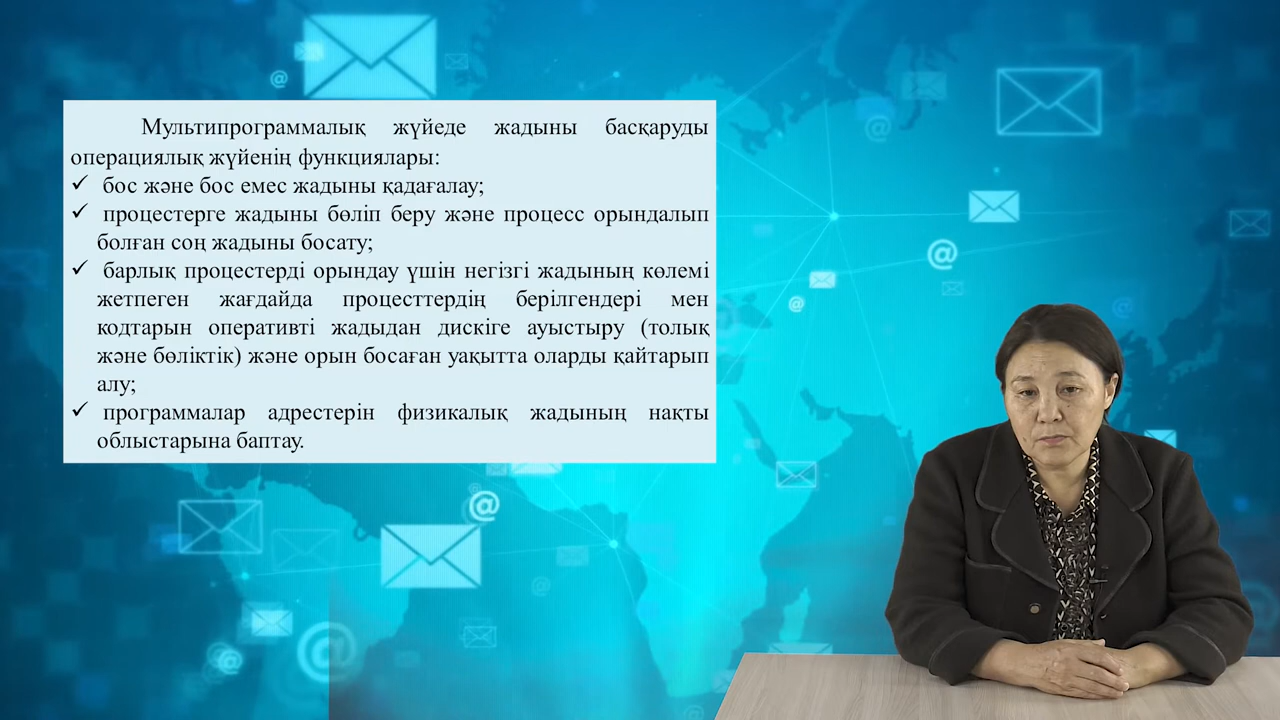 Мультипрограммалық жүйеде жадыны басқаруды
операциялық жүйенің функциялары:
✓ бос және бос емес жадыны қадағалау;
✓ процестерге жадыны бөліп беру және процесс орындалып
болған соң жадыны босату;
✓ барлық процестерді орындау үшін негізгі жадының көлемі
жетпеген жағдайда процесттердің берілгендері мен
кодтарын оперативті жадыдан дискіге ауыстыру (толық
және бөліктік) және орын босаған уақытта оларды қайтарып
алу;
✓ программалар адрестерін физикалық жадының нақты
облыстарына баптау.